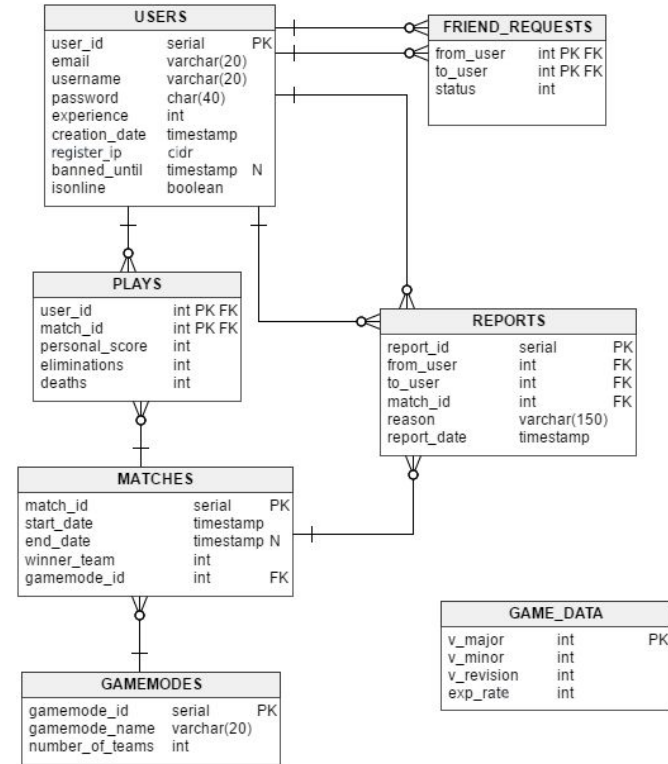 USERS
user_id serial PK
email varchar(20)
username varchar(20)
password char(40)
experience int
creation_date timestamp
register_ip cidr
banned_until timestamp N
isonline boolean
FRIEND_REQUESTS
from_user int PK FK
to_user int PK FK
status int
PLAYS
user_id int PK FK
match_id int PK FK
personal_score int
eliminations int
deaths int
REPORTS
report_id serial PK
from_user int FK
to_user int FK
match_id int FK
reason varchar(150)
report_date timestamp
MATCHES
match_id serial PK
start_date timestamp
end_date timestamp N
winner_team int
gamemode_id int FK
GAME_DATA
v_major int PK
v_minor int
v_revision int
exp_rate int
GAMEMODES
gamemode_id serial PK
gamemode_name varchar(20)
number_of_teams int